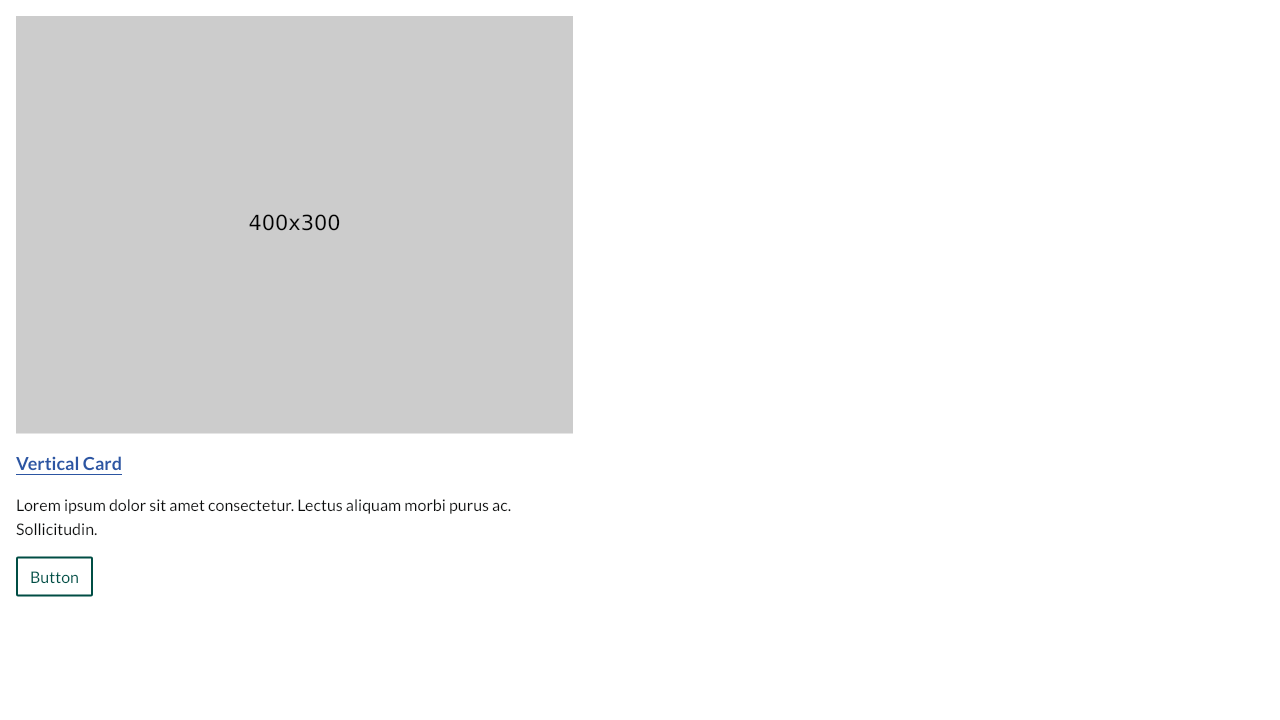 400x300
Vertical Card
Lorem ipsum dolor sit amet consectetur. Lectus aliquam morbi purus ac.
Sollicitudin.
Button